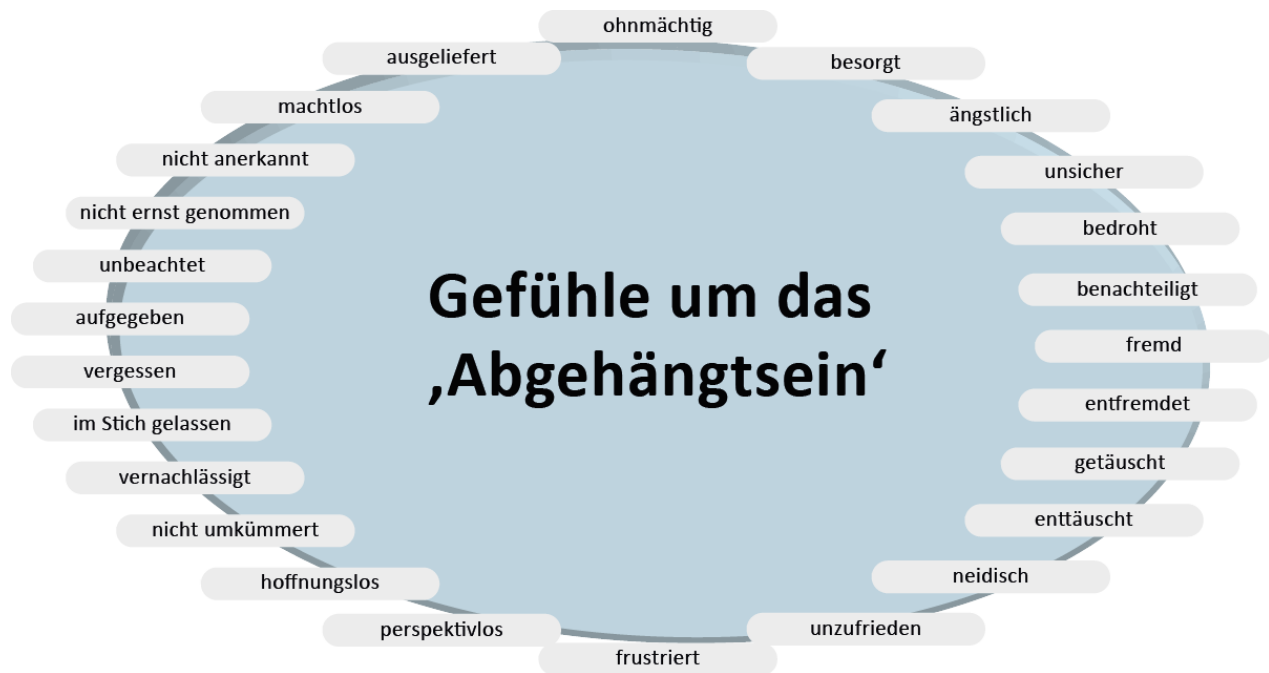 ohnmächtig
ausgeliefert
besorgt
machtlos
ängstlich
nicht anerkannt
unsicher
nicht ernst genommen
bedroht
unbeachtet
benachteiligt
Gefühle um das
‚Abgehängtsein‘
aufgegeben
fremd
vergessen
entfremdet
im Stich gelassen
getäuscht
vernachlässigt
enttäuscht
nicht umkümmert
neidisch
hoffnungslos
perspektivlos
unzufrieden
frustriert